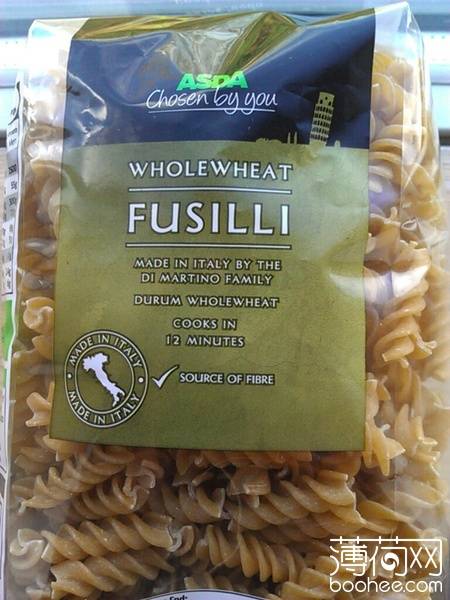 ASDA
Chosen by you
WHOLEWHEAT
FUSILLI
MADE IN ITALY BY THE
DI MARTINO FAMILY
DURUM WHOLEWHEAT
COOKS IN
12 MINUTES
MADE IN ITALY
MADE IN ITALY
SOURCE OF FIBRE
薄荷网
boohee.com